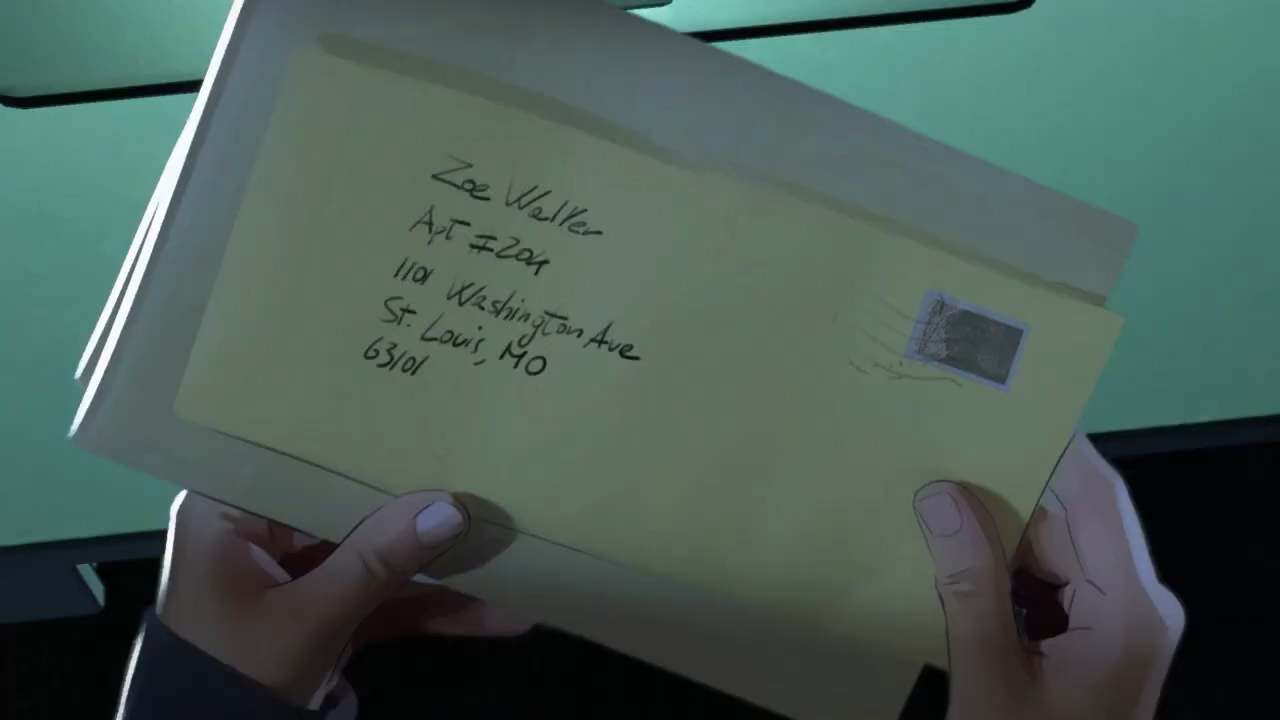 Zoe Walker
Apt #204
1101 Washington Ave
St. Louis, MO
63101